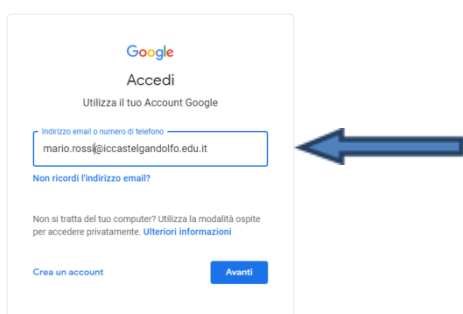 Google
Accedi
Utilizza il tuo Account Google
Indirizzo email o numero di telefono
mario.rossi@iccastelgandolfo.edu.it
Non ricordi l'indirizzo email?
Non si tratta del tuo computer? Utilizza la modalità ospite
per accedere privatamente. Ulteriori informazioni
Crea un account
Avanti